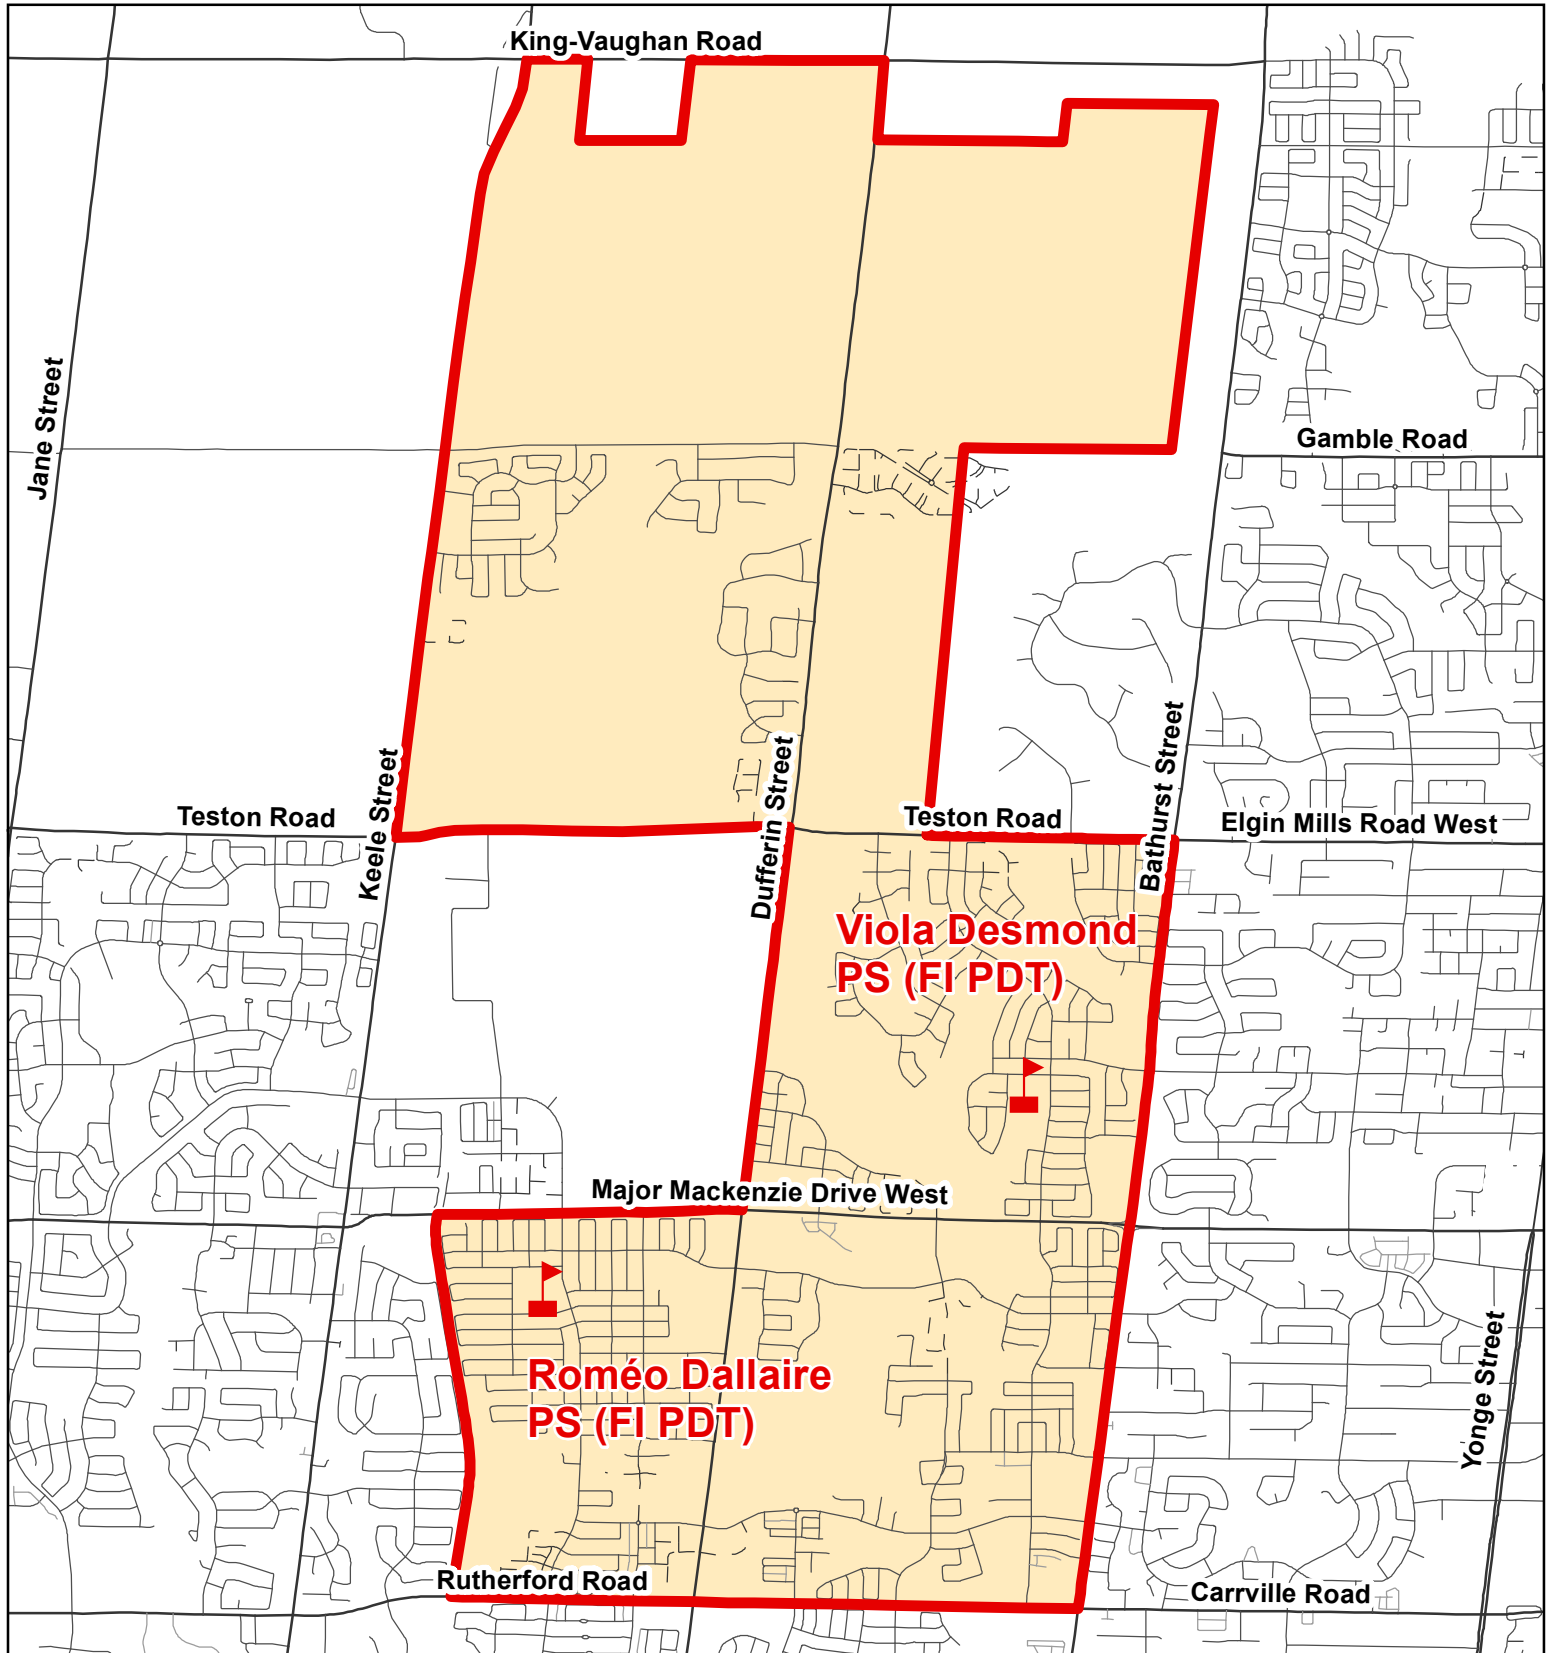 King-Vaughan Road
Jane Street
Gamble Road
Keele Street
Dufferin Street
Bathurst Street
Teston Road
Teston Road
Elgin Mills Road West
Viola Desmond
PS (FI PDT)
Major Mackenzie Drive West
Roméo Dallaire
PS (FI PDT)
Yonge Street
Rutherford Road
Carrville Road